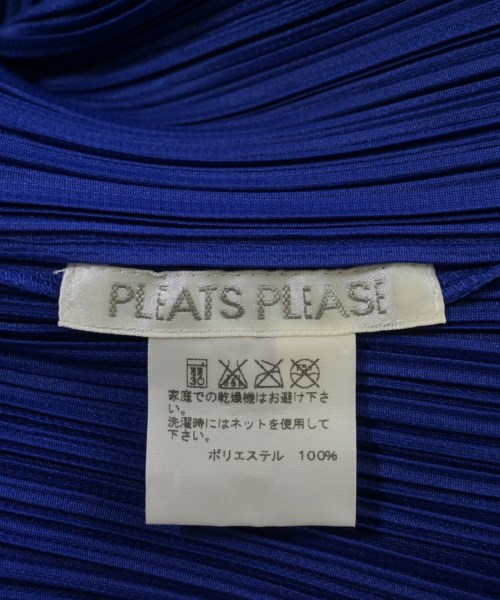 PLEATS PLEASE
30
家庭での乾燥機はお避け下さ
い。
洗濯時にはネットを使用して
下さい。
ポリエステル 100%